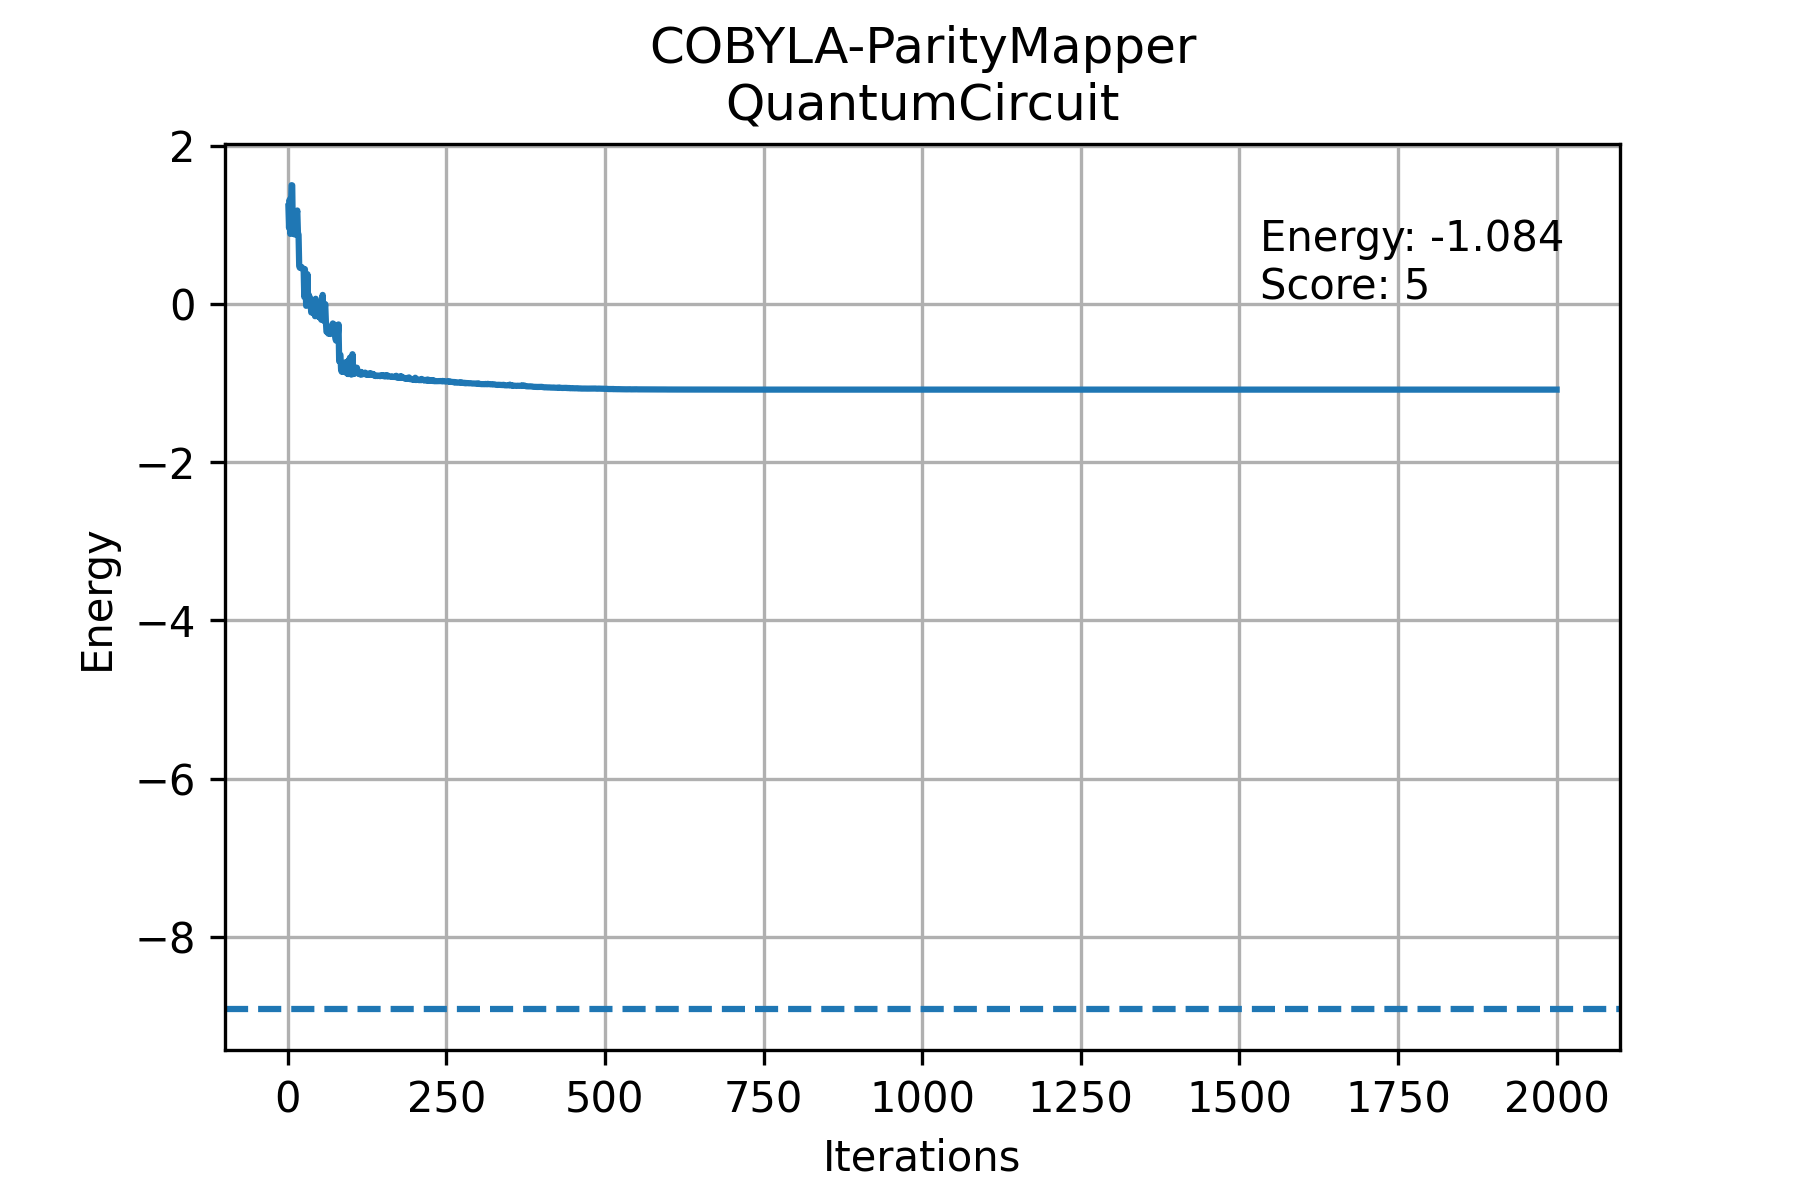 COBYLA-ParityMapper
QuantumCircuit
2
0
−2
−4
−6
−8
Energy
Energy: -1.084
Score: 5
0 250 500 750 1000 1250 1500 1750 2000
Iterations